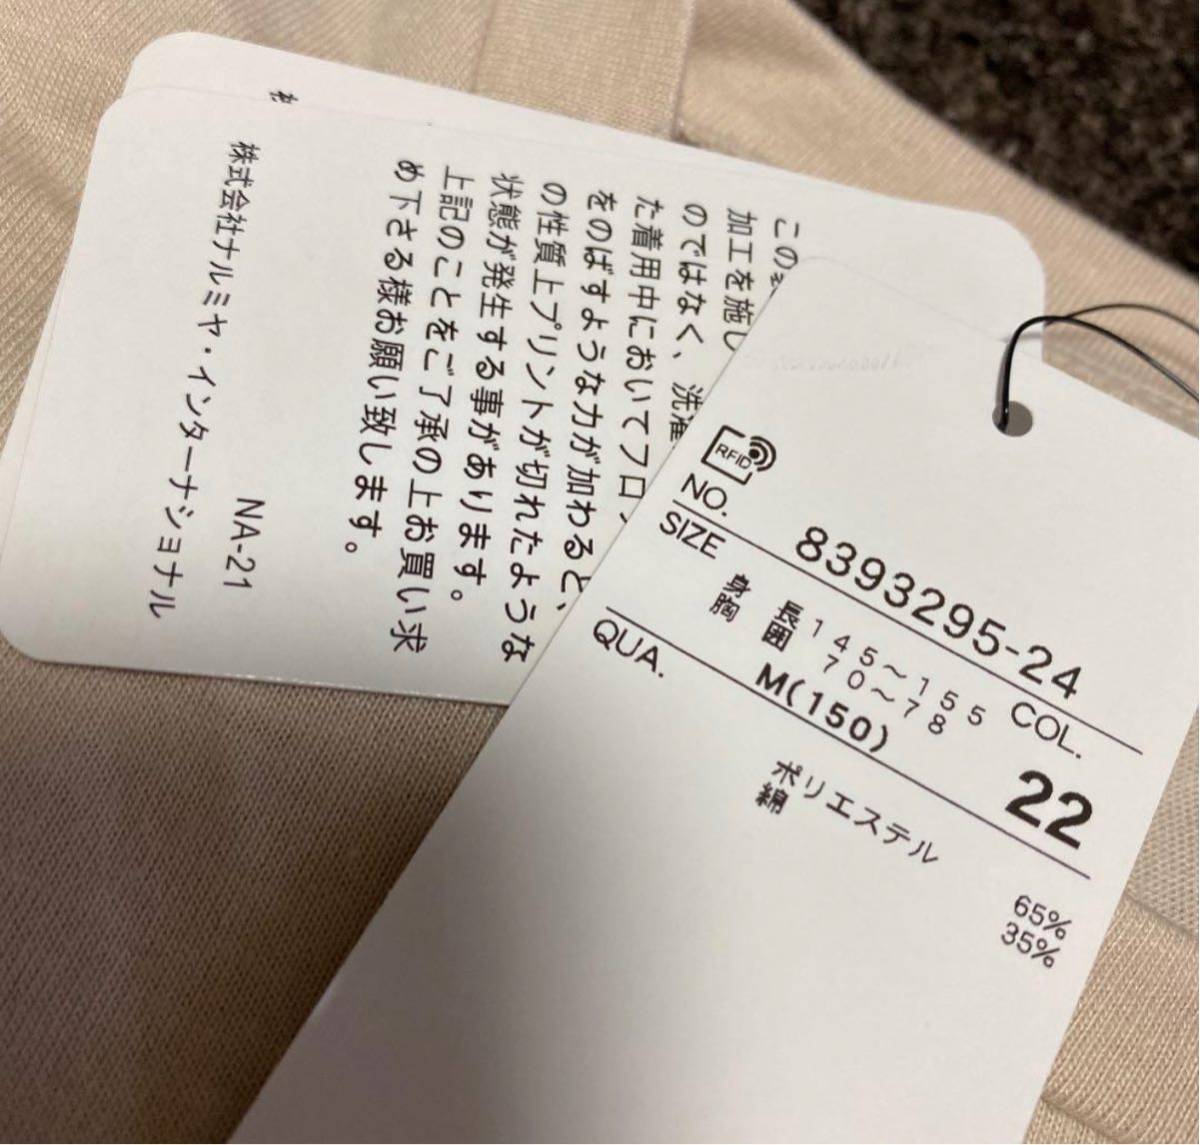 この
加工を施し
のではなく、洗濯
た着用中においてフロ
をのばすような力が加わると、
の性質上プリントが切れたような
状態が発生する事があります。
上記のことをご了承の上お買い求
め下さる様お願い致します。
NA-21
株式会社ナルミヤ・インターナショナル
RFID
NO. 8393295-24
SIZE
身長 145～155
胸囲 70～78
M(150)
COL.
22
QUA.
ポリエステル 65%
綿 35%